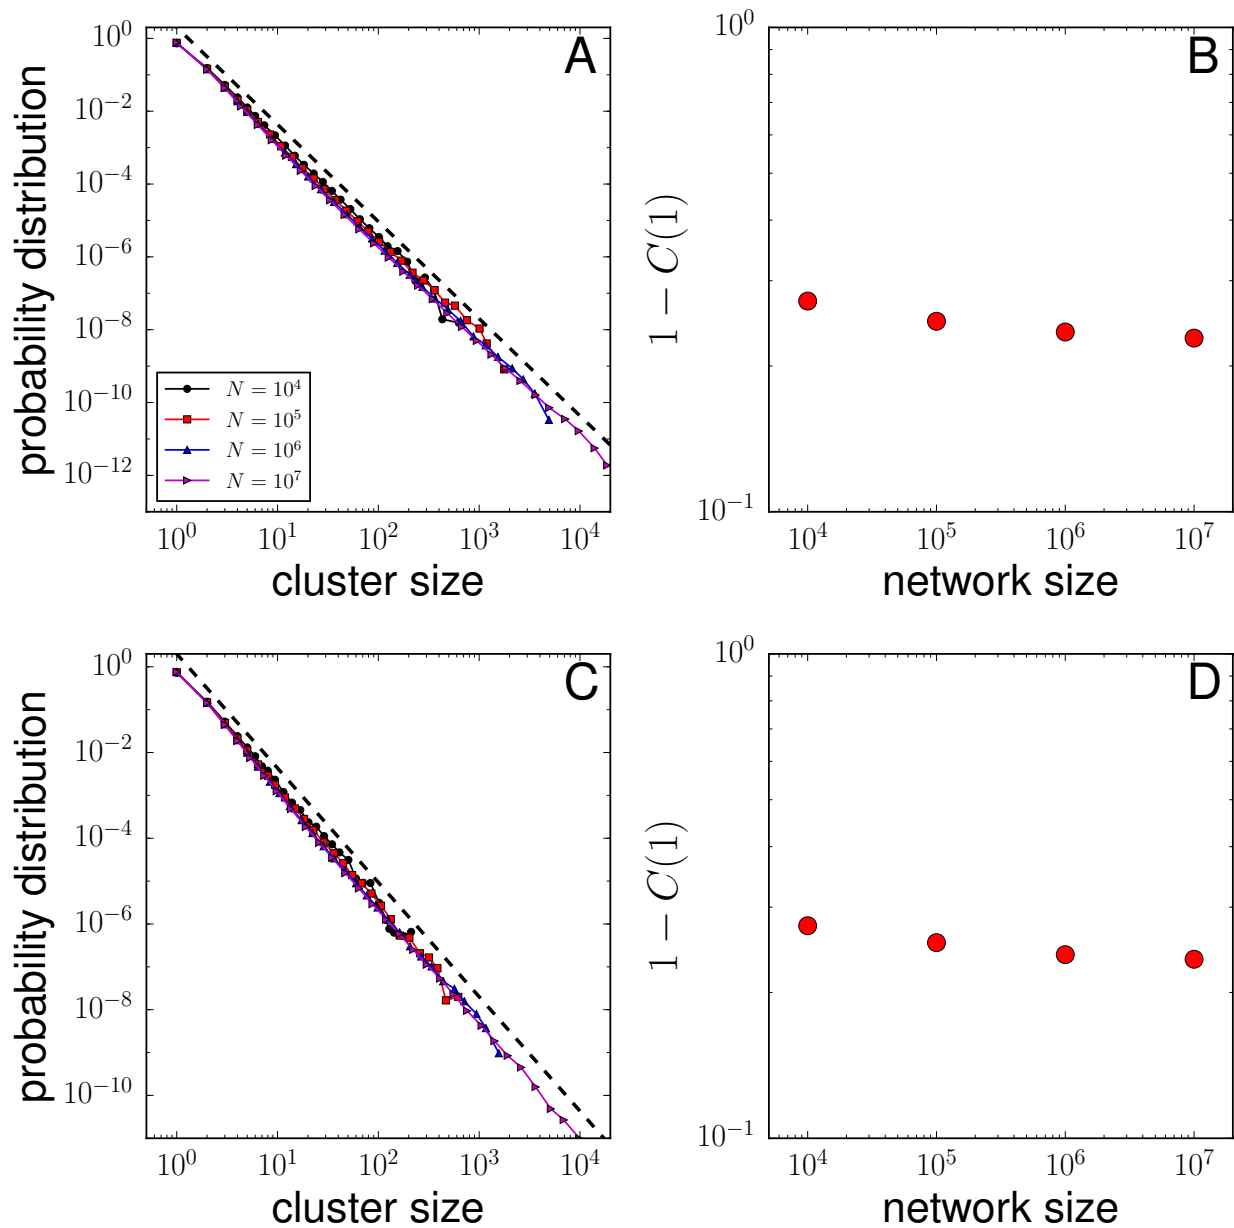 A
probability distribution
10^0
10^-2
10^-4
10^-6
10^-8
10^-10
10^-12
N = 10^4
N = 10^5
N = 10^6
N = 10^7
10^0 10^1 10^2 10^3 10^4
cluster size
B
1 − C(1)
10^0
10^-1
10^4 10^5 10^6 10^7
network size
C
probability distribution
10^0
10^-2
10^-4
10^-6
10^-8
10^-10
10^0 10^1 10^2 10^3 10^4
cluster size
D
1 − C(1)
10^0
10^-1
10^4 10^5 10^6 10^7
network size